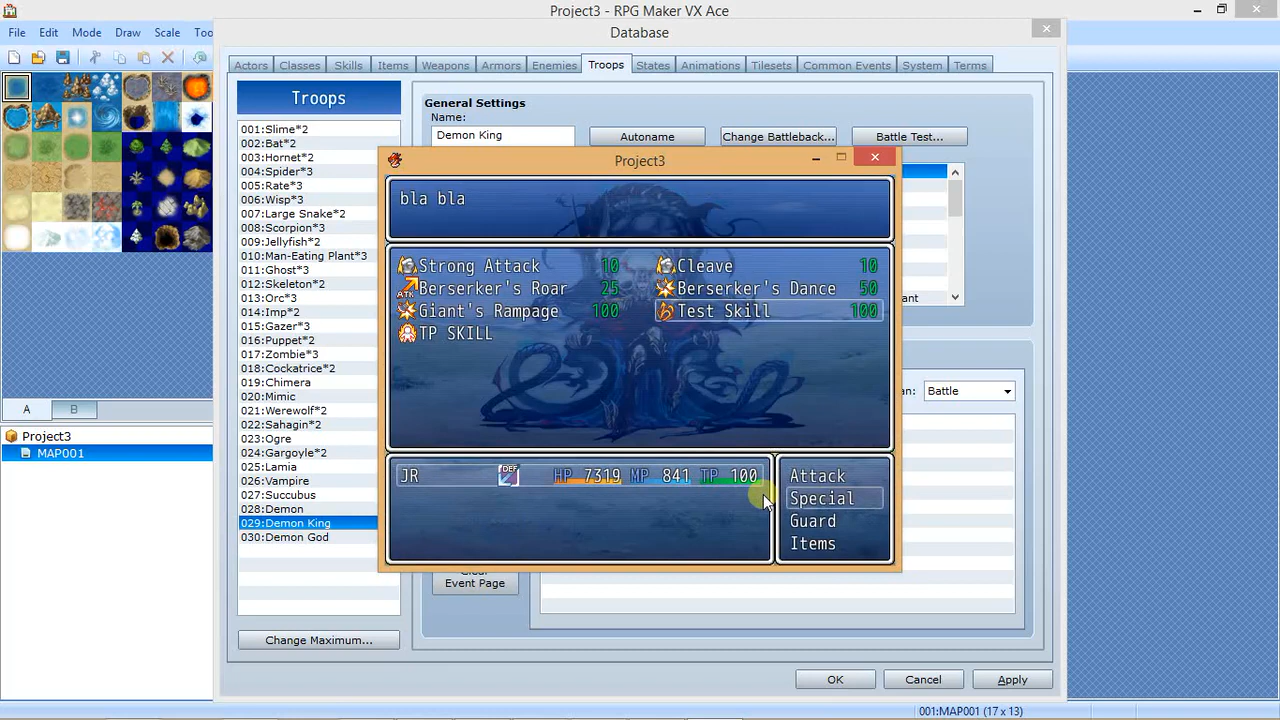 Project3 - RPG Maker VX Ace
Database
File Edit Mode Draw Scale Too
Actors Classes Skills Items Weapons Armors Enemies Troops States Animations Tilesets Common Events System Terms
Troops
General Settings
Name:
Demon King
Autoname
Change Battleback...
Battle Test...
001:Slime*2
002:Bat*2
003:Hornet*2
004:Spider*3
005:Rate*3
006:Wisp*3
007:Large Snake*2
008:Scorpion*3
009:Jellyfish*2
010:Man-Eating Plant*2
011:Ghost*3
012:Skeleton*2
013:Orc*3
014:Imp*2
015:Gazer*3
016:Puppet*2
017:Zombie*3
018:Cockatrice*2
019:Chimera
020:Mimic
021:Werewolf*2
022:Sahagin*2
023:Ogre
024:Gargoyle*2
025:Lamia
026:Vampire
027:Succubus
028:Demon
029:Demon King
030:Demon God
Change Maximum...
Project3
bla bla
Strong Attack 10
Cleave 10
ATK Berserker's Roar 25
Berserker's Dance 50
Giant's Rampage 100
Test Skill 100
TP SKILL
JR DEF HP 7319 MP 841 TP 100
Attack
Special
Guard
Items
ant
an: Battle
Clear
Event Page
OK Cancel Apply
A B
Project3
MAP001
001:MAP001 (17 x 13)